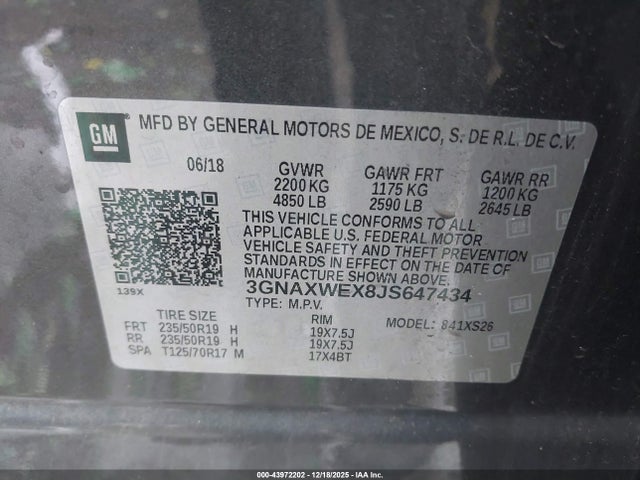 GM
MFD BY GENERAL MOTORS DE MEXICO, S. DE R.L. DE C.V.
06/18 GVWR GAWR FRT GAWR RR
2200 KG 1175 KG 1200 KG
4850 LB 2590 LB 2645 LB
THIS VEHICLE CONFORMS TO ALL
APPLICABLE U.S. FEDERAL MOTOR
VEHICLE SAFETY AND THEFT PREVENTION
STANDARDS IN EFFECT ON THE DATE OF
MANUFACTURE SHOWN ABOVE.
139X
3GNAXWEX8JS647434
TYPE: M.P.V. MODEL: 841XS26
TIRE SIZE RIM
FRT 235/50R19 H 19X7.5J
RR 235/50R19 H 19X7.5J
SPA T125/70R17 M 17X4BT
000-43972202 - 12/18/2025 - IAA Inc.